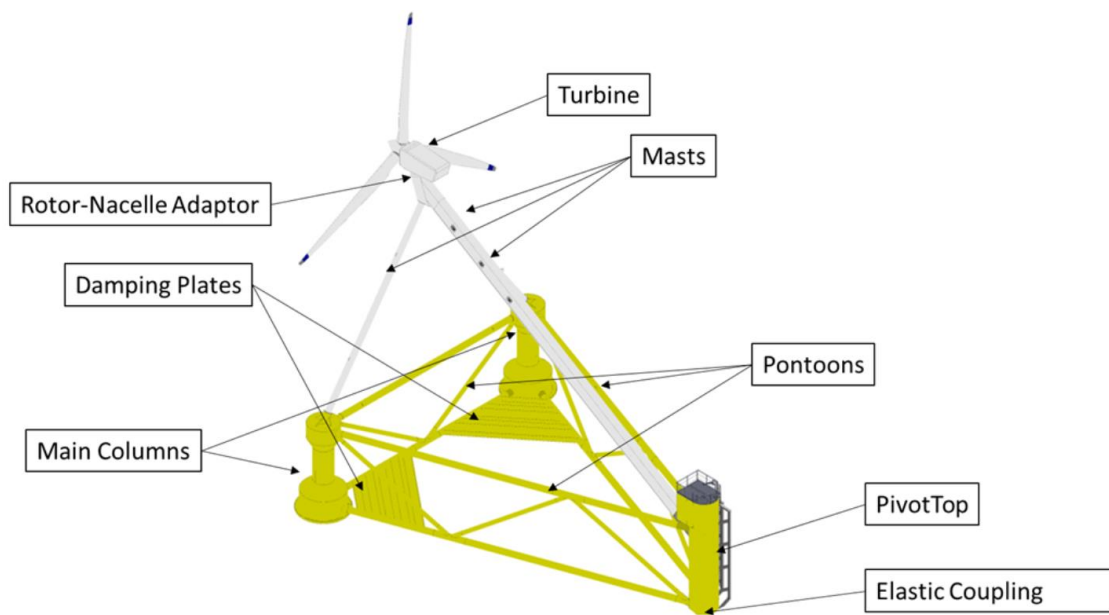 Turbine
Masts
Rotor-Nacelle Adaptor
Damping Plates
Pontoons
Main Columns
PivotTop
Elastic Coupling